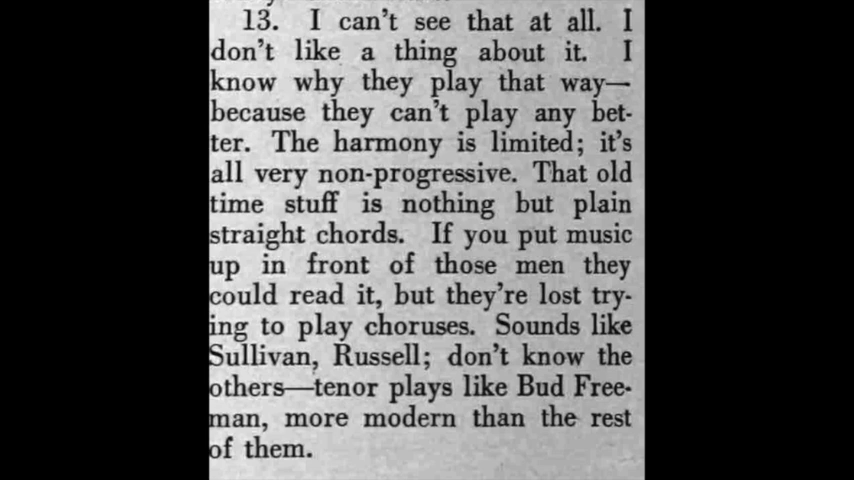 13. I can't see that at all. I
don't like a thing about it. I
know why they play that way—
because they can't play any bet-
ter. The harmony is limited; it's
all very non-progressive. That old
time stuff is nothing but plain
straight chords. If you put music
up in front of those men they
could read it, but they're lost try-
ing to play choruses. Sounds like
Sullivan, Russell; don't know the
others—tenor plays like Bud Free-
man, more modern than the rest
of them.